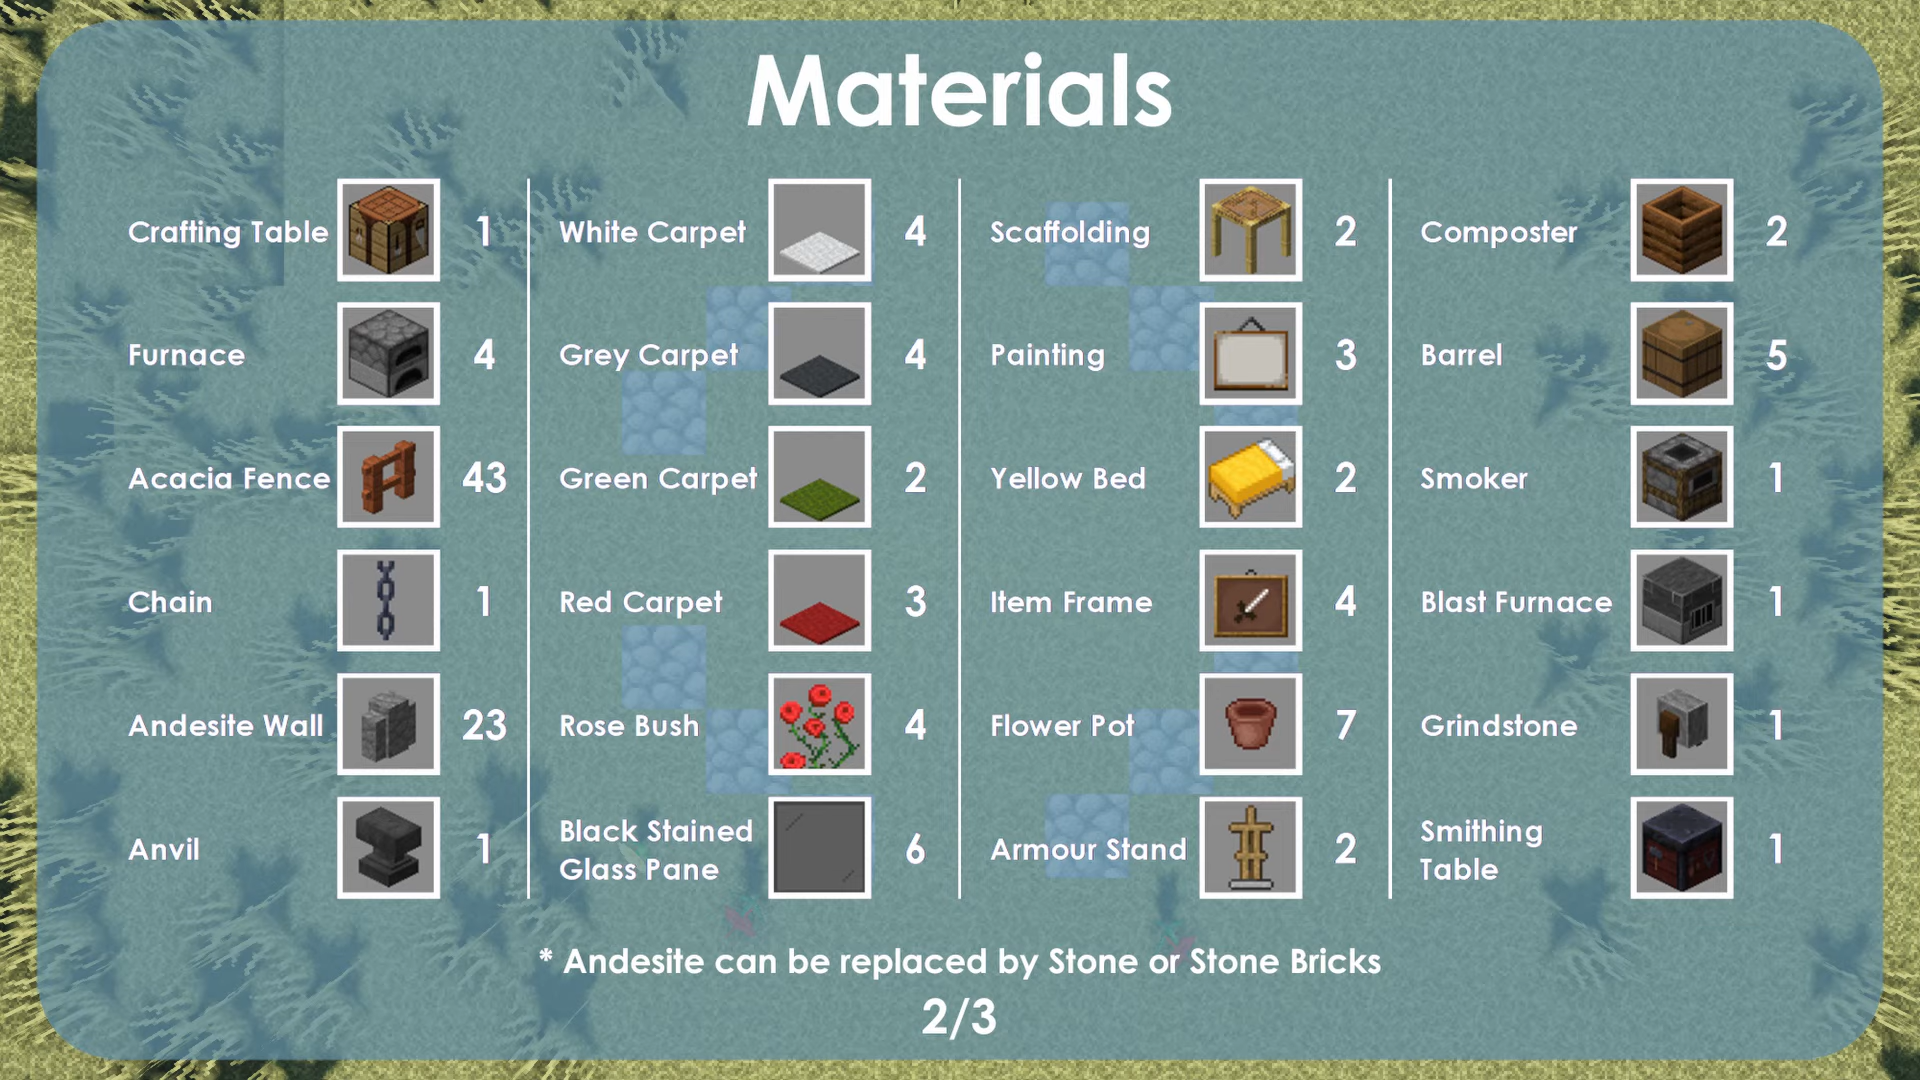 Materials
Crafting Table 1
Furnace 4
Acacia Fence 43
Chain 1
Andesite Wall 23
Anvil 1
White Carpet 4
Grey Carpet 4
Green Carpet 2
Red Carpet 3
Rose Bush 4
Black Stained
Glass Pane 6
Scaffolding 2
Painting 3
Yellow Bed 2
Item Frame 4
Flower Pot 7
Armour Stand 2
Composter 2
Barrel 5
Smoker 1
Blast Furnace 1
Grindstone 1
Smithing
Table 1
* Andesite can be replaced by Stone or Stone Bricks
2/3